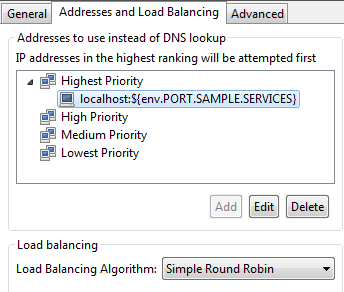 General Addresses and Load Balancing Advanced
Addresses to use instead of DNS lookup
IP addresses in the highest ranking will be attempted first
Highest Priority
localhost:${env.PORT.SAMPLE.SERVICES}
High Priority
Medium Priority
Lowest Priority
Add Edit Delete
Load balancing
Load Balancing Algorithm: Simple Round Robin